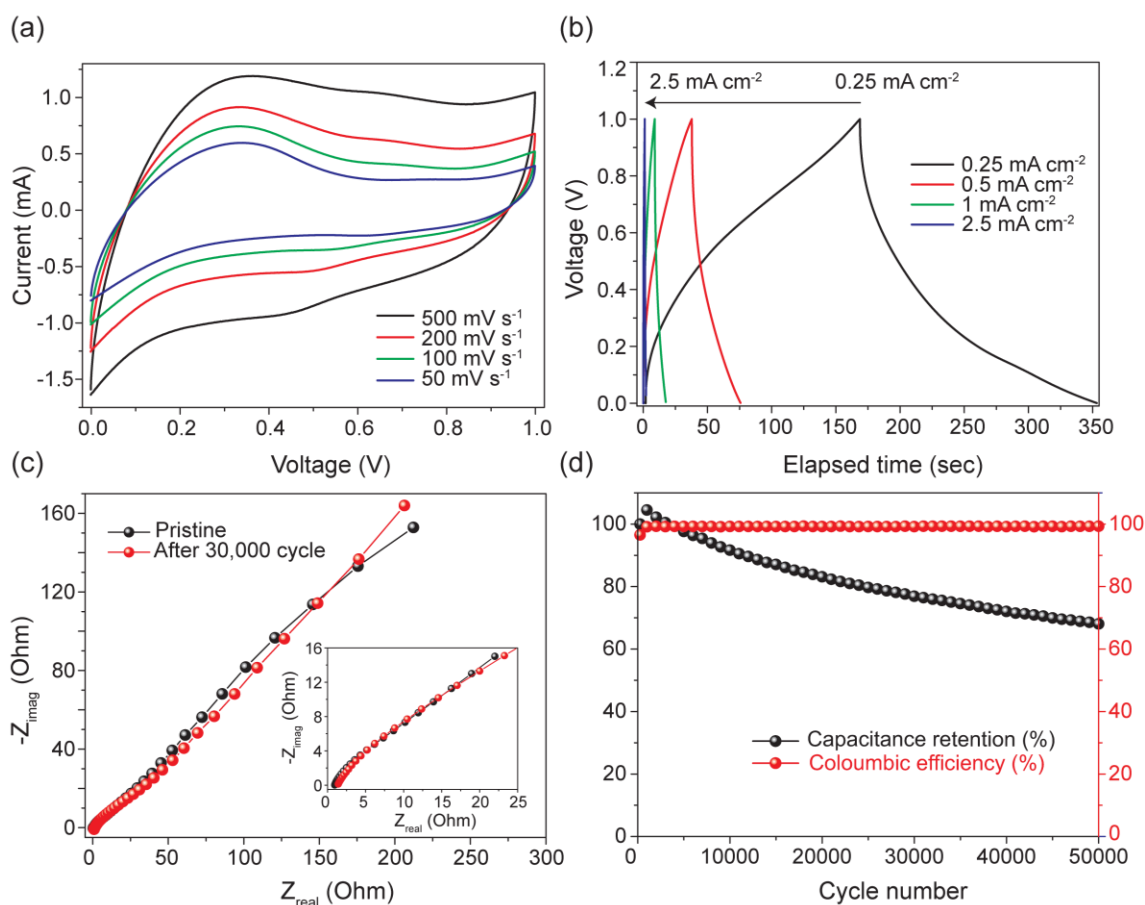 (a)
1.0
0.5
0.0
-0.5
-1.0
-1.5
Current (mA)
500 mV s⁻¹
200 mV s⁻¹
100 mV s⁻¹
50 mV s⁻¹
0.0 0.2 0.4 0.6 0.8 1.0
Voltage (V)
(b)
1.2
1.0
0.8
0.6
0.4
0.2
0.0
Voltage (V)
2.5 mA cm⁻² 0.25 mA cm⁻²
0.25 mA cm⁻²
0.5 mA cm⁻²
1 mA cm⁻²
2.5 mA cm⁻²
0 50 100 150 200 250 300 350
Elapsed time (sec)
(c)
160
120
80
40
0
-Zimag (Ohm)
Pristine
After 30,000 cycle
16
12
8
4
0
-Zimag (Ohm)
0 5 10 15 20 25
Zreal (Ohm)
0 50 100 150 200 250 300
Zreal (Ohm)
(d)
100
80
60
40
20
0
Capacitance retention (%)
Coloumbic efficiency (%)
100
80
60
40
20
0
0 10000 20000 30000 40000 50000
Cycle number